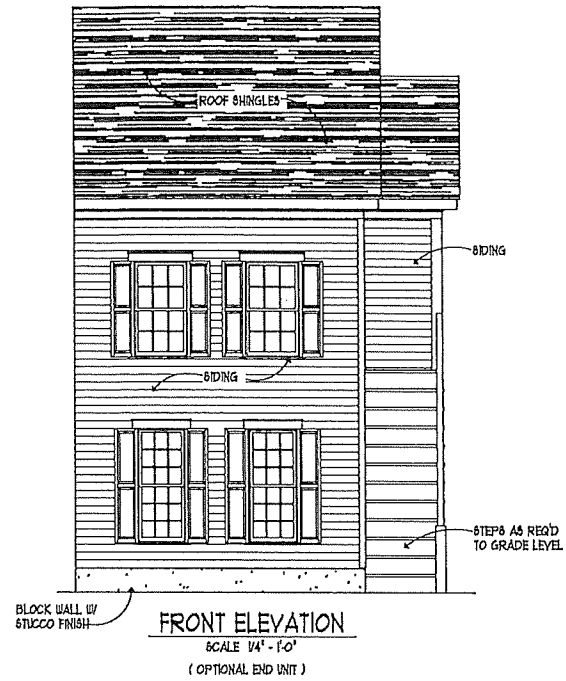 ROOF SHINGLES
SIDING
SIDING
STEPS AS REQ'D
TO GRADE LEVEL
BLOCK WALL W/
STUCCO FINISH
FRONT ELEVATION
SCALE 1/4" - 1'-0"
( OPTIONAL END UNIT )